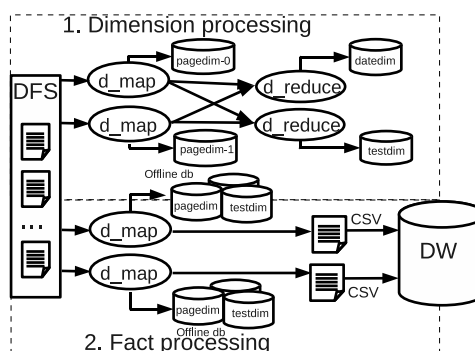 1. Dimension processing
DFS
d_map
pagedim-0
d_reduce
datedim
d_map
pagedim-1
d_reduce
testdim
Offline db
pagedim
testdim
...
d_map
CSV
DW
d_map
CSV
pagedim
testdim
Offline db
2. Fact processing